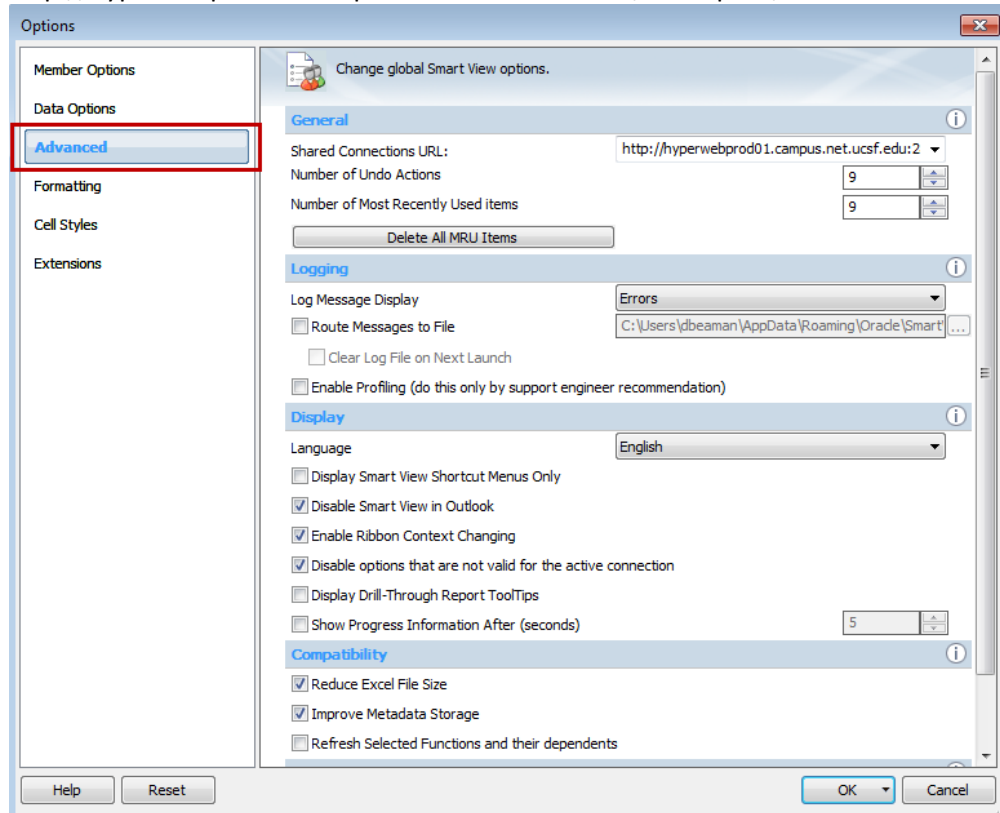 Options
Member Options
Data Options
Advanced
Formatting
Cell Styles
Extensions
Change global Smart View options.
General
Shared Connections URL: http://hyperwebprod01.campus.net.ucsf.edu:2
Number of Undo Actions 9
Number of Most Recently Used items 9
Delete All MRU Items
Logging
Log Message Display Errors
Route Messages to File C:\Users\dbeaman\AppData\Roaming\Oracle\Smart ...
Clear Log File on Next Launch
Enable Profiling (do this only by support engineer recommendation)
Display
Language English
Display Smart View Shortcut Menus Only
Disable Smart View in Outlook
Enable Ribbon Context Changing
Disable options that are not valid for the active connection
Display Drill-Through Report ToolTips
Show Progress Information After (seconds) 5
Compatibility
Reduce Excel File Size
Improve Metadata Storage
Refresh Selected Functions and their dependents
Help Reset OK Cancel